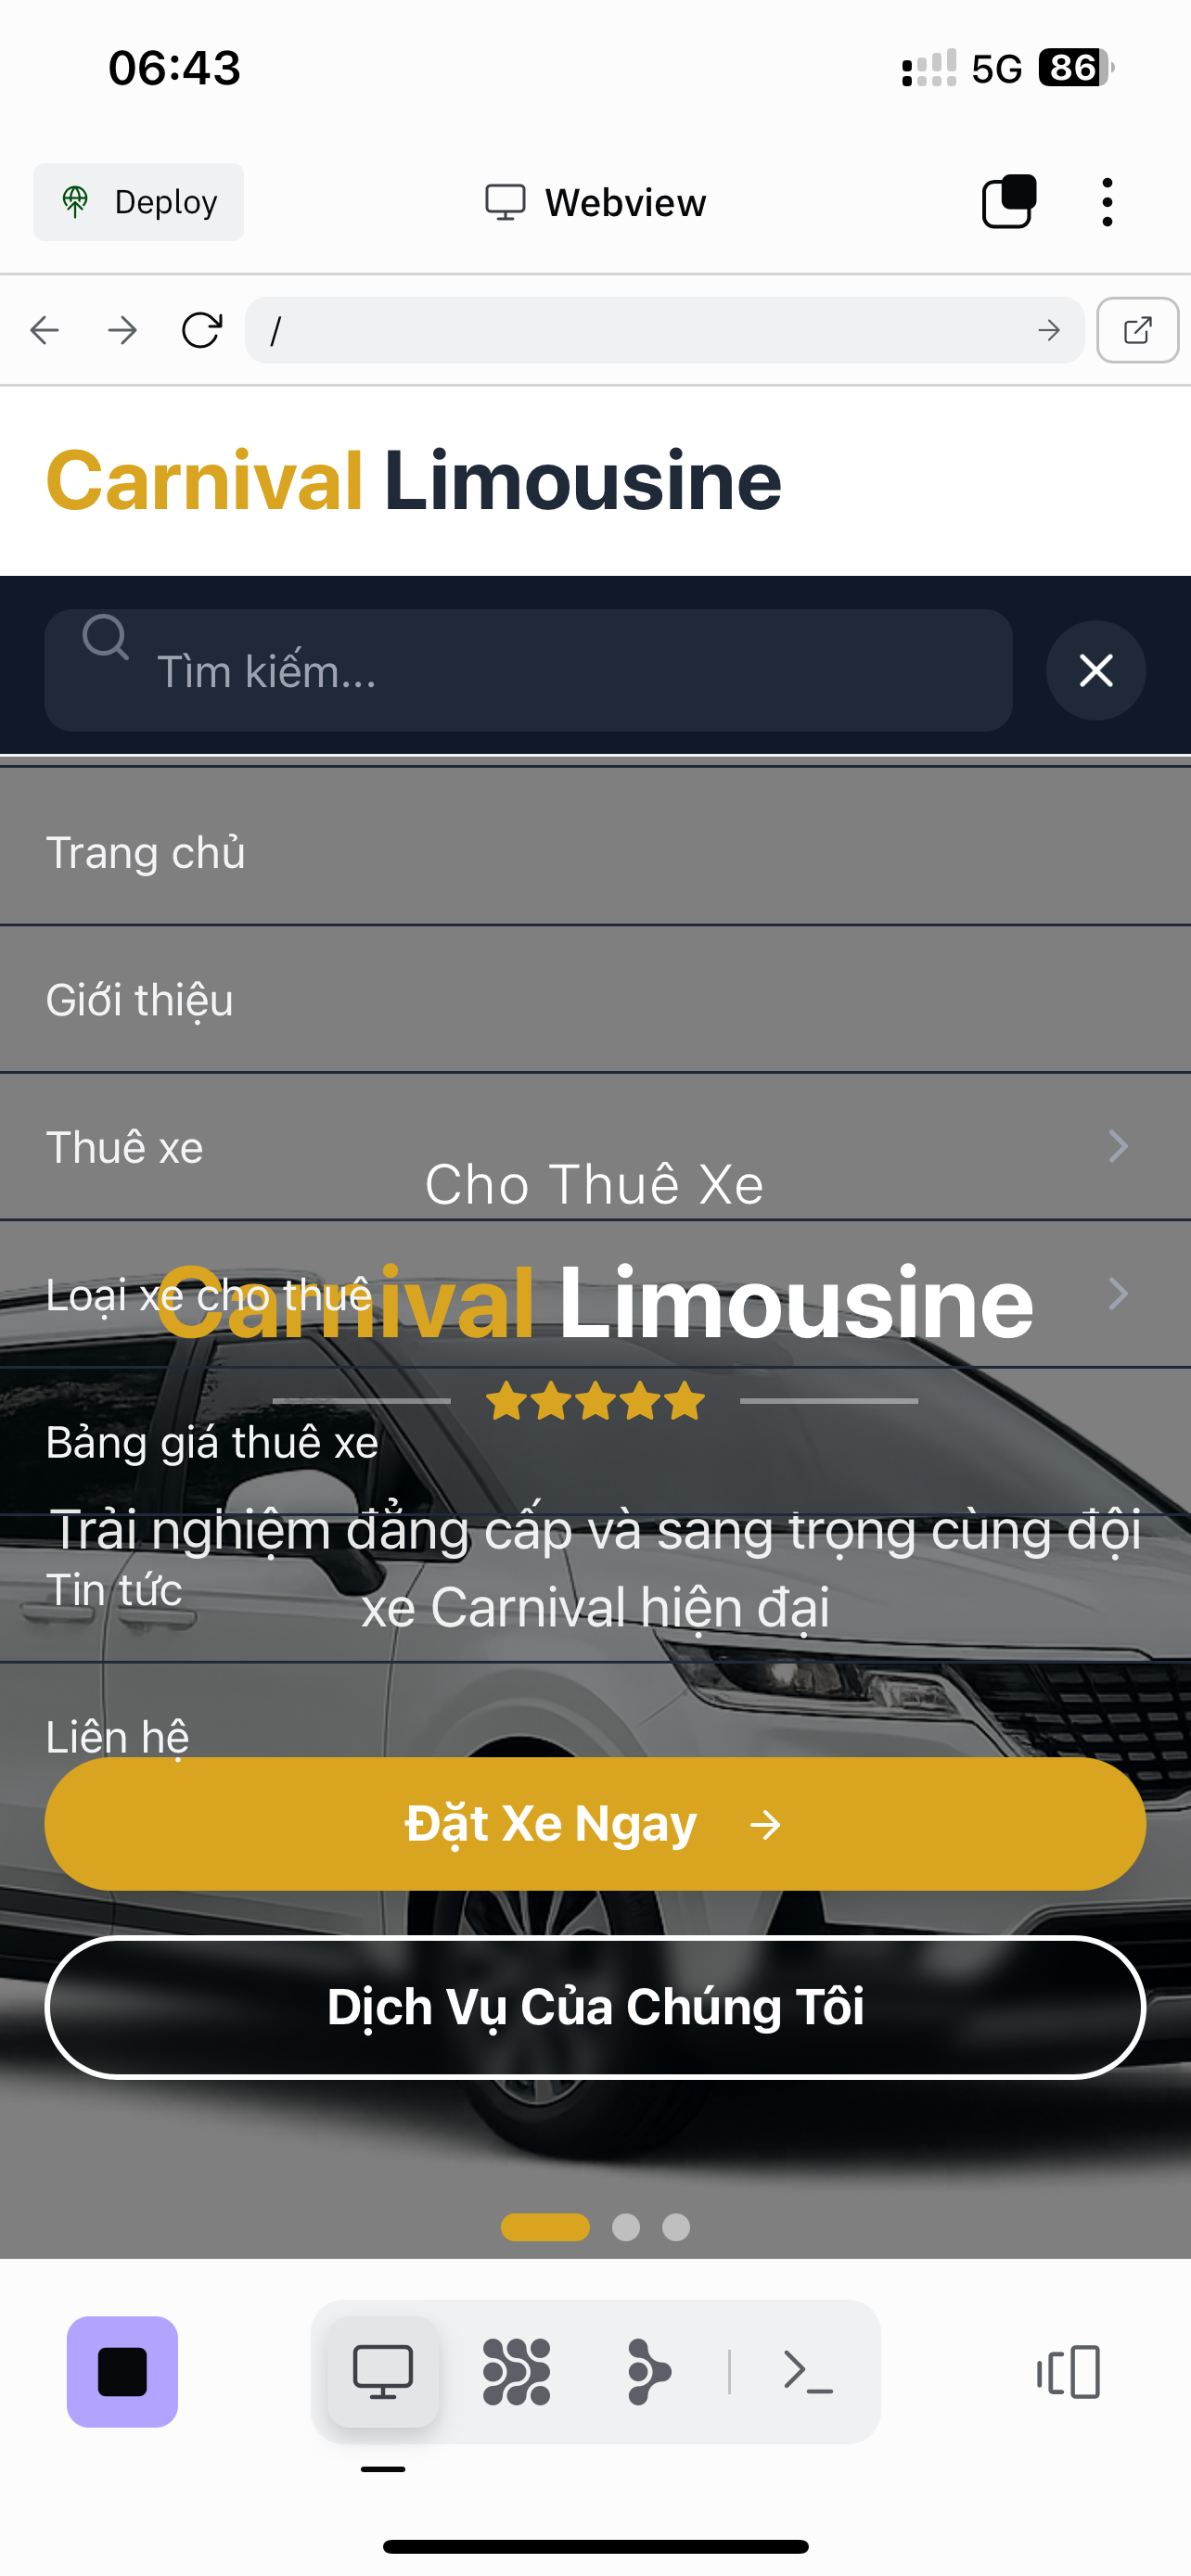 06:43
5G 86
Deploy
Webview
/
Carnival Limousine
Tìm kiếm...
Trang chủ
Giới thiệu
Thuê xe
Cho Thuê Xe
Loại xe cho thuê
Carnival Limousine
Bảng giá thuê xe
Trải nghiệm đẳng cấp và sang trọng cùng đội
Tin tức
xe Carnival hiện đại
Liên hệ
Đặt Xe Ngay →
Dịch Vụ Của Chúng Tôi